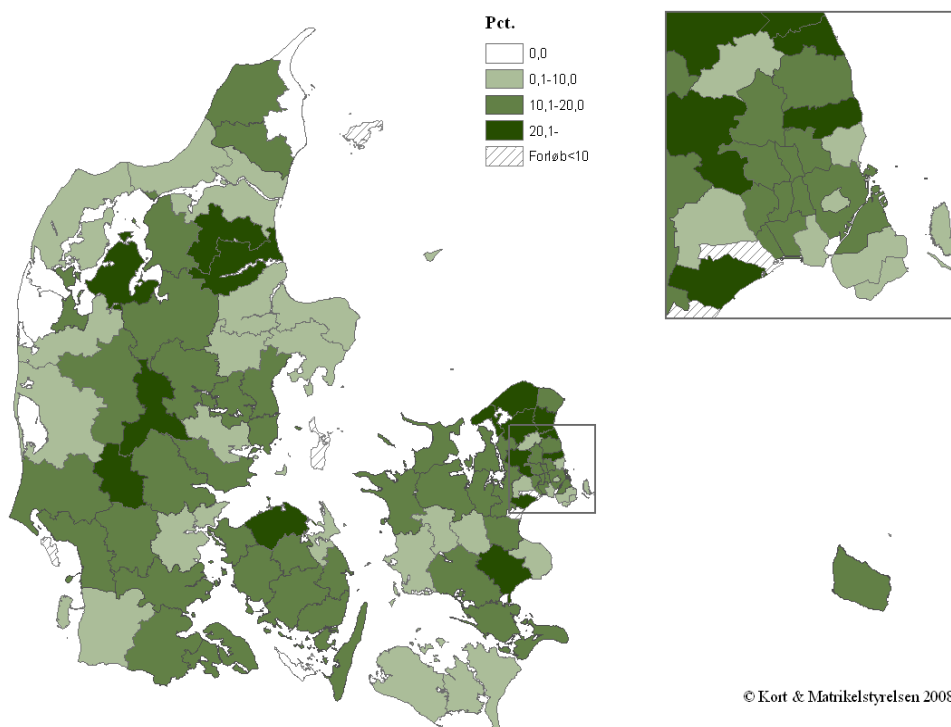 Pct.
0,0
0,1-10,0
10,1-20,0
20,1-
Forløb<10
© Kort & Matrikelstyrelsen 2008